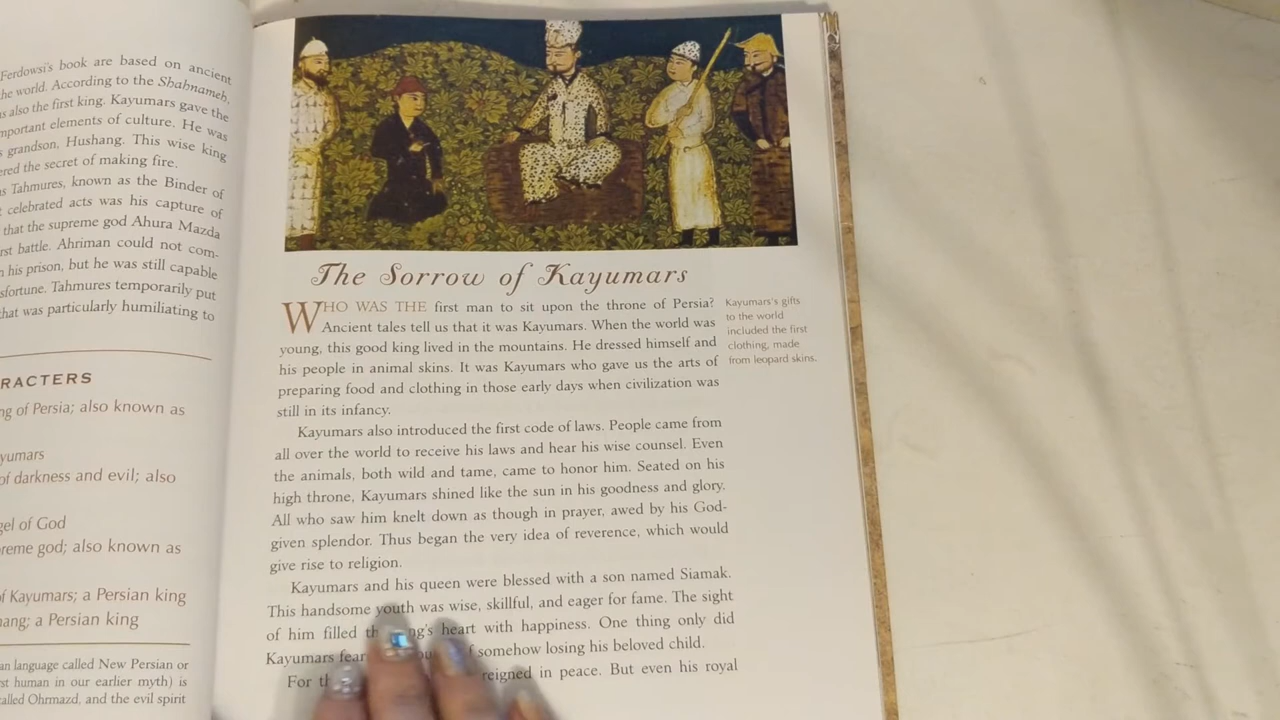 Ferdowsi's book are based on ancient
the world. According to the Shahnameh,
also the first king. Kayumars gave the
important elements of culture. He was
grandson, Hushang. This wise king
the secret of making fire.
Tahmures, known as the Binder of
celebrated acts was his capture of
that the supreme god Ahura Mazda
battle. Ahriman could not com-
his prison, but he was still capable
Tahmures temporarily put
that was particularly humiliating to
of Persia; also known as
of darkness and evil; also
of God
god; also known as
of Kayumars; a Persian king
a Persian king
language called New Persian or
human in our earlier myth) is
called Ohrmazd, and the evil spirit
The Sorrow of Kayumars
WHO WAS THE first man to sit upon the throne of Persia?
Ancient tales tell us that it was Kayumars. When the world was
young, this good king lived in the mountains. He dressed himself and
his people in animal skins. It was Kayumars who gave us the arts of
preparing food and clothing in those early days when civilization was
still in its infancy.
Kayumars also introduced the first code of laws. People came from
all over the world to receive his laws and hear his wise counsel. Even
the animals, both wild and tame, came to honor him. Seated on his
high throne, Kayumars shined like the sun in his goodness and glory.
All who saw him knelt down as though in prayer, awed by his God-
given splendor. Thus began the very idea of reverence, which would
give rise to religion.
Kayumars and his queen were blessed with a son named Siamak.
This handsome youth was wise, skillful, and eager for fame. The sight
of him filled heart with happiness. One thing only did
Kayumars somehow losing his beloved child.
For reigned in peace. But even his royal
Kayumars's gifts
to the world
included the first
clothing, made
from leopard skins.